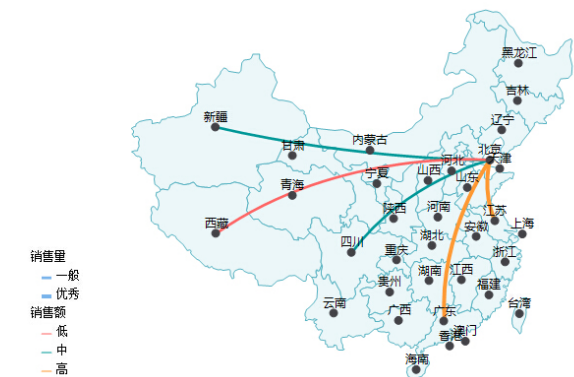 黑龙江
吉林
辽宁
新疆
内蒙古
北京
天津
甘肃
河北
山西
宁夏
山东
青海
陕西
河南
江苏
西藏
安徽
上海
四川
湖北
重庆
浙江
湖南
江西
贵州
福建
云南
广西
广东
台湾
香港
澳门
海南
销售量
一般
优秀
销售额
低
中
高